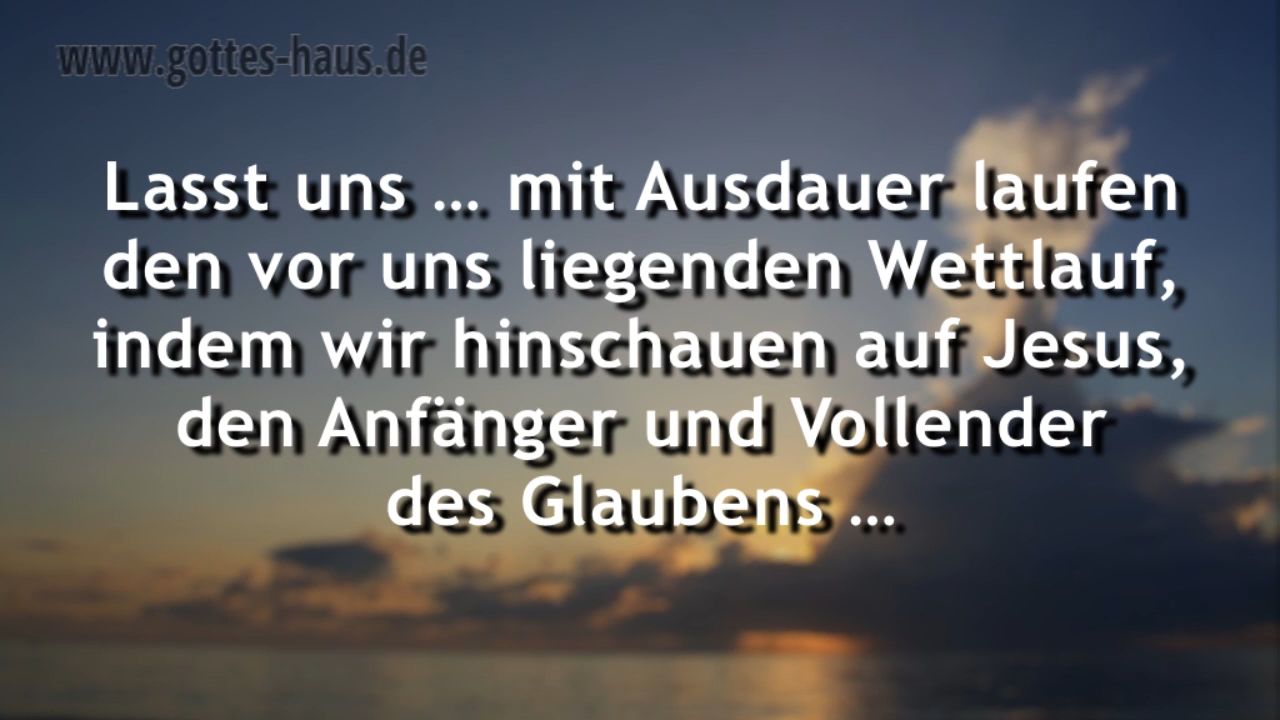 www.gottes-haus.de
Lasst uns ... mit Ausdauer laufen
den vor uns liegenden Wettlauf,
indem wir hinschauen auf Jesus,
den Anfänger und Vollender
des Glaubens ...